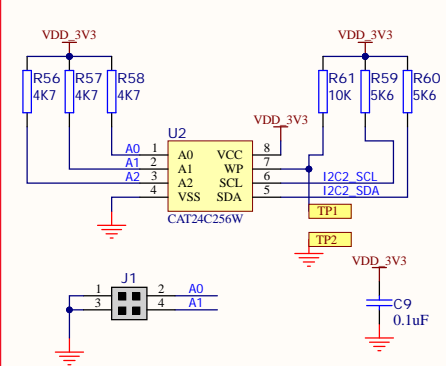 VDD_3V3
VDD_3V3
R56
4K7
R57
4K7
R58
4K7
R61
10K
R59
5K6
R60
5K6
U2
VDD_3V3
A0 1 A0 VCC 8
A1 2 A1 WP 7
A2 3 A2 SCL 6 I2C2_SCL
4 VSS SDA 5 I2C2_SDA
CAT24C256W
TP1
TP2
VDD_3V3
J1
1 2 A0
3 4 A1
C9
0.1uF